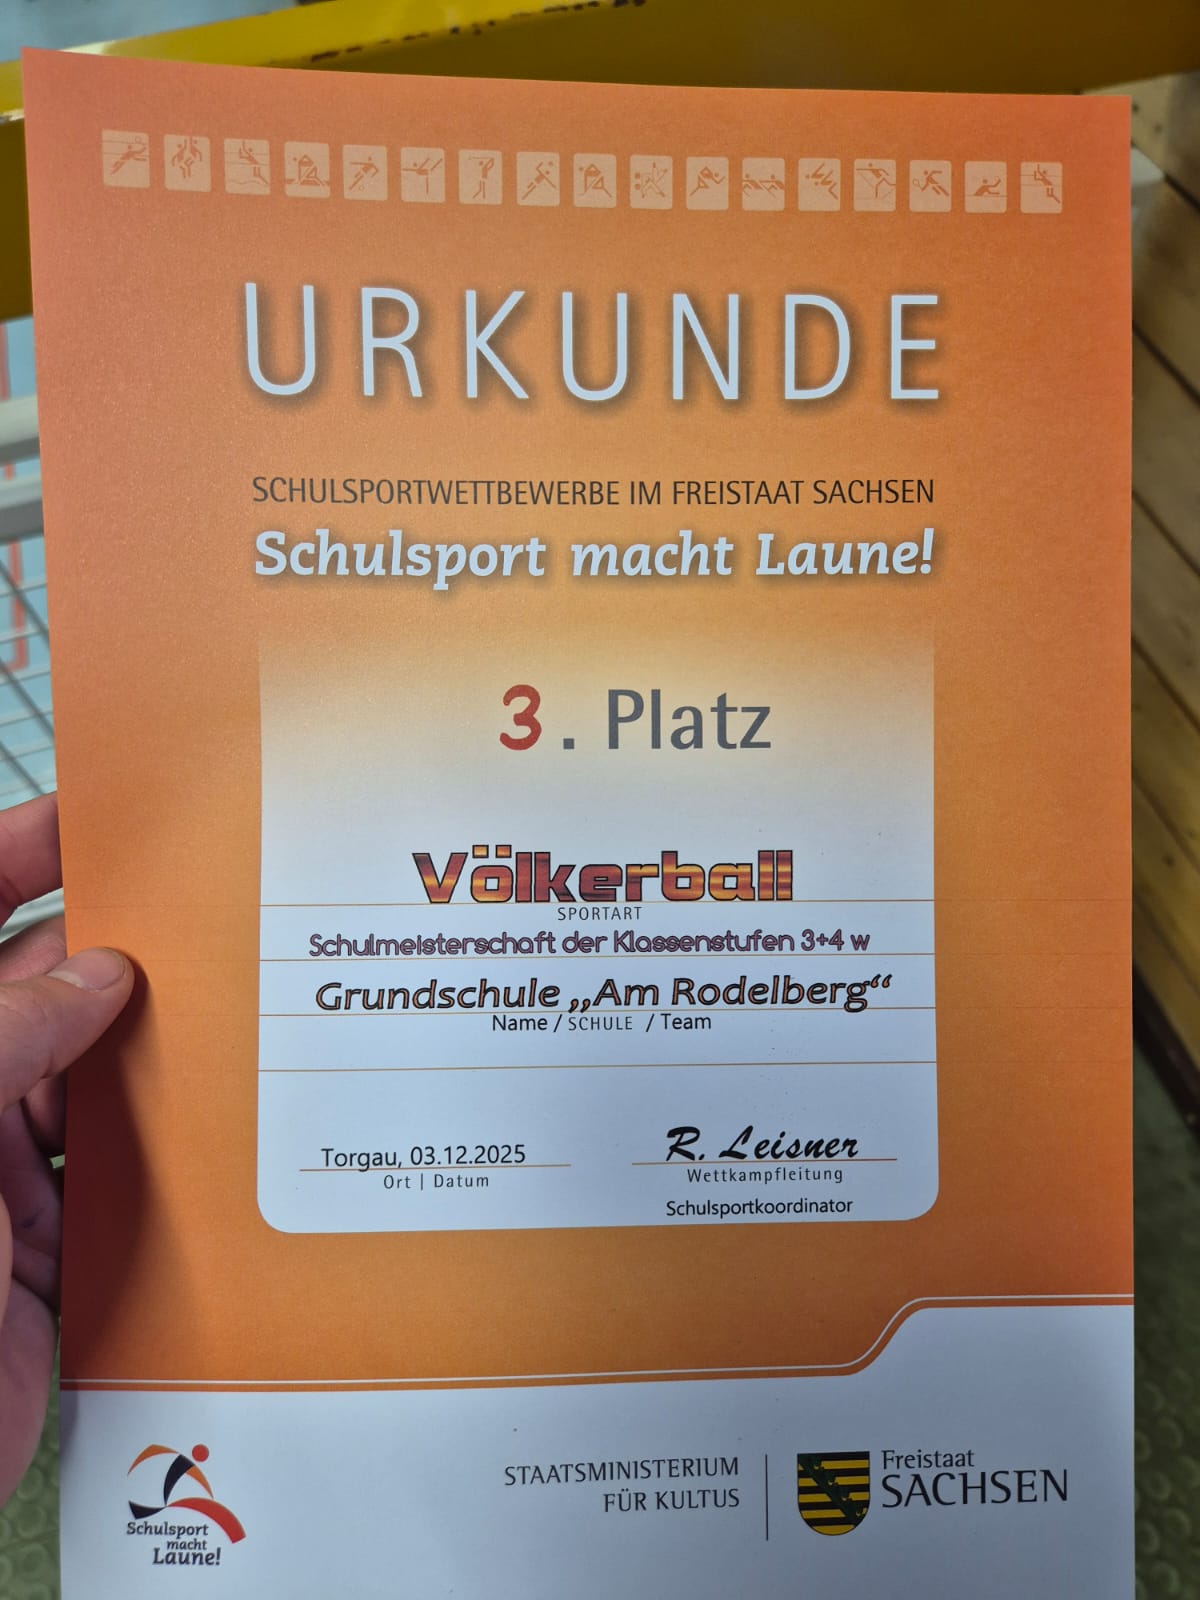 URKUNDE
SCHULSPORTWETTBEWERBE IM FREISTAAT SACHSEN
Schulsport macht Laune!
3. Platz
Völkerball
SPORTART
Schulmeisterschaft der Klassenstufen 3+4 w
Grundschule „Am Rodelberg“
Name / SCHULE / Team
Torgau, 03.12.2025
Ort | Datum
R. Leisner
Wettkampfleitung
Schulsportkoordinator
Schulsport
macht
Laune!
STAATSMINISTERIUM
FÜR KULTUS
Freistaat
SACHSEN